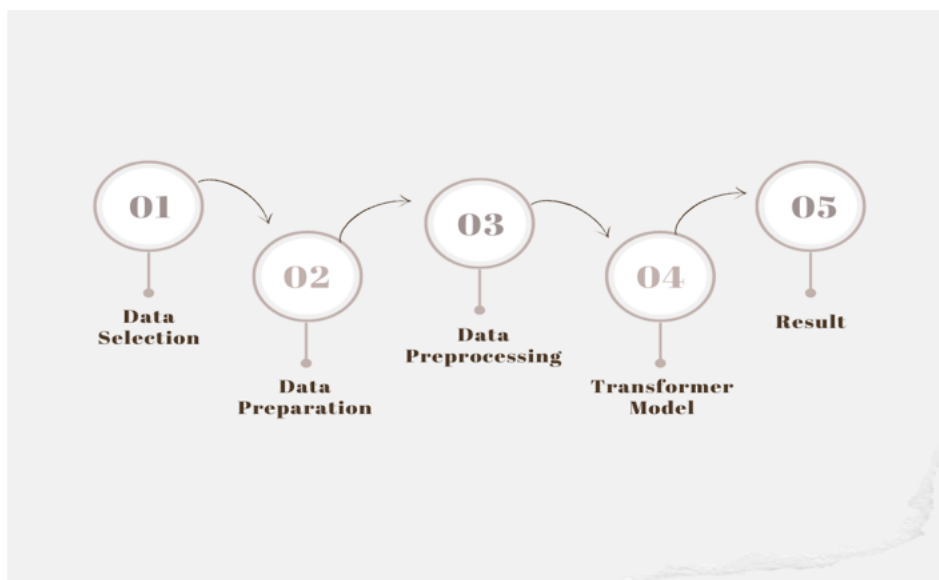 01
Data
Selection
02
Data
Preparation
03
Data
Preprocessing
04
Transformer
Model
05
Result